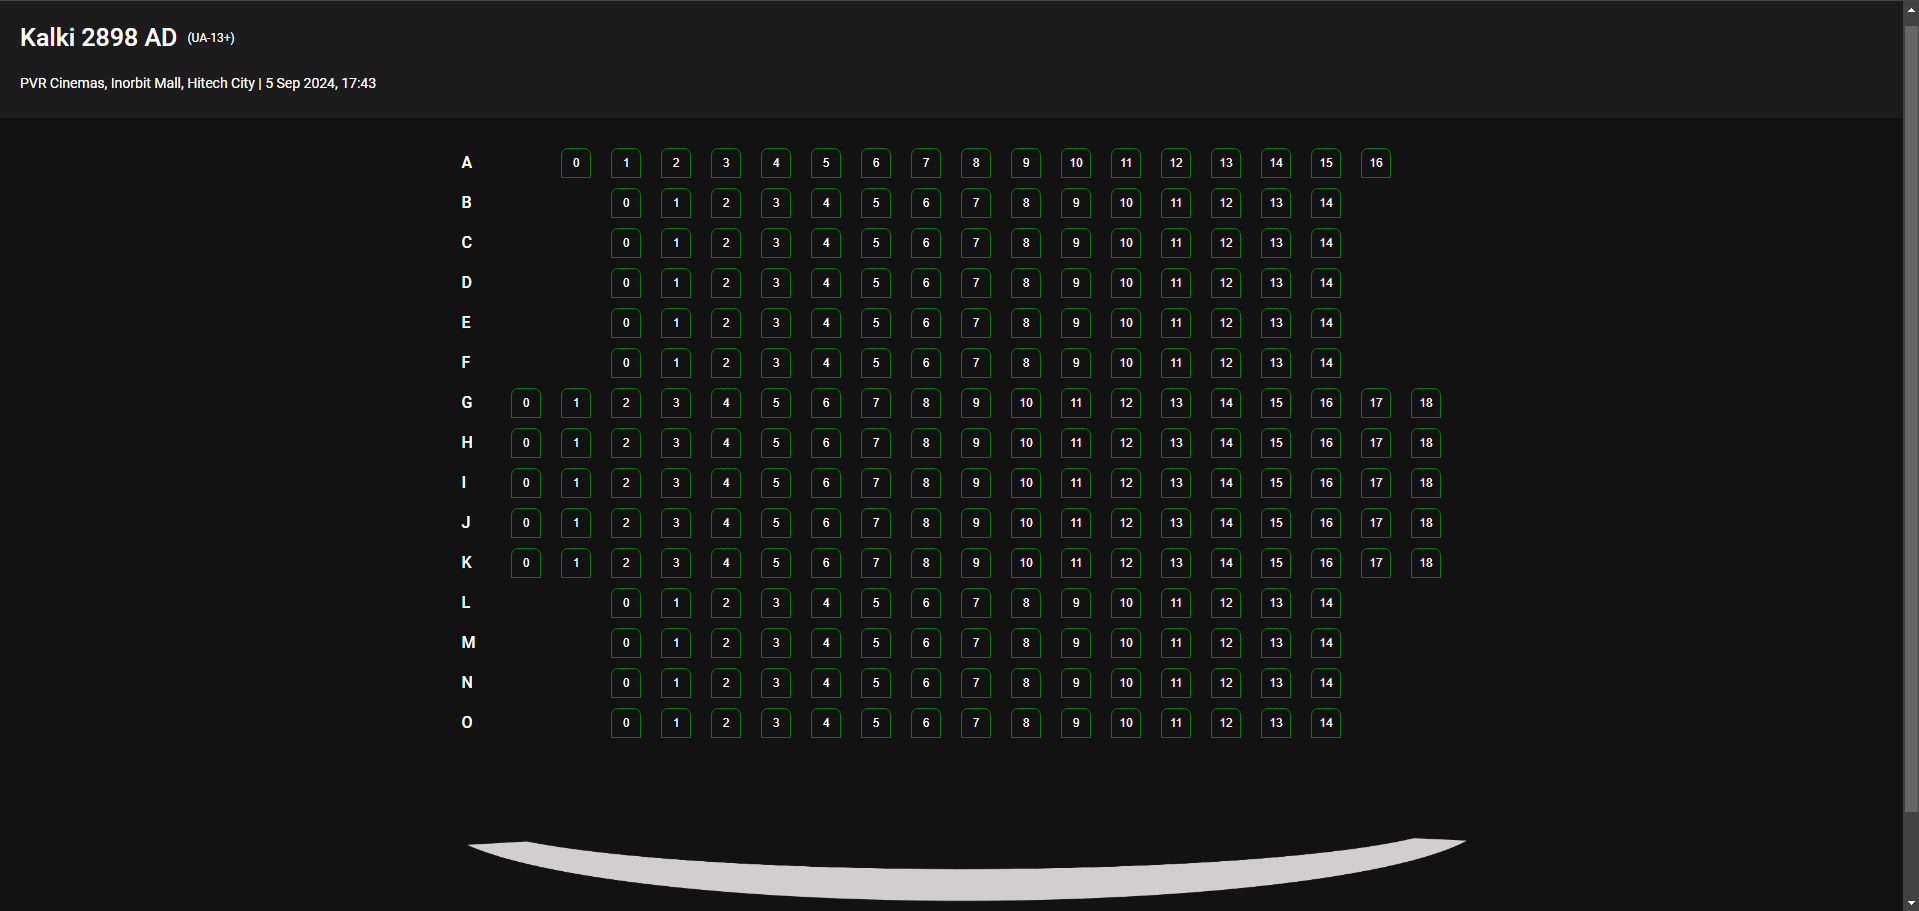 Kalki 2898 AD (UA-13+)
PVR Cinemas, Inorbit Mall, Hitech City | 5 Sep 2024, 17:43
A 0 1 2 3 4 5 6 7 8 9 10 11 12 13 14 15 16
B 0 1 2 3 4 5 6 7 8 9 10 11 12 13 14
C 0 1 2 3 4 5 6 7 8 9 10 11 12 13 14
D 0 1 2 3 4 5 6 7 8 9 10 11 12 13 14
E 0 1 2 3 4 5 6 7 8 9 10 11 12 13 14
F 0 1 2 3 4 5 6 7 8 9 10 11 12 13 14
G 0 1 2 3 4 5 6 7 8 9 10 11 12 13 14 15 16 17 18
H 0 1 2 3 4 5 6 7 8 9 10 11 12 13 14 15 16 17 18
I 0 1 2 3 4 5 6 7 8 9 10 11 12 13 14 15 16 17 18
J 0 1 2 3 4 5 6 7 8 9 10 11 12 13 14 15 16 17 18
K 0 1 2 3 4 5 6 7 8 9 10 11 12 13 14 15 16 17 18
L 0 1 2 3 4 5 6 7 8 9 10 11 12 13 14
M 0 1 2 3 4 5 6 7 8 9 10 11 12 13 14
N 0 1 2 3 4 5 6 7 8 9 10 11 12 13 14
O 0 1 2 3 4 5 6 7 8 9 10 11 12 13 14